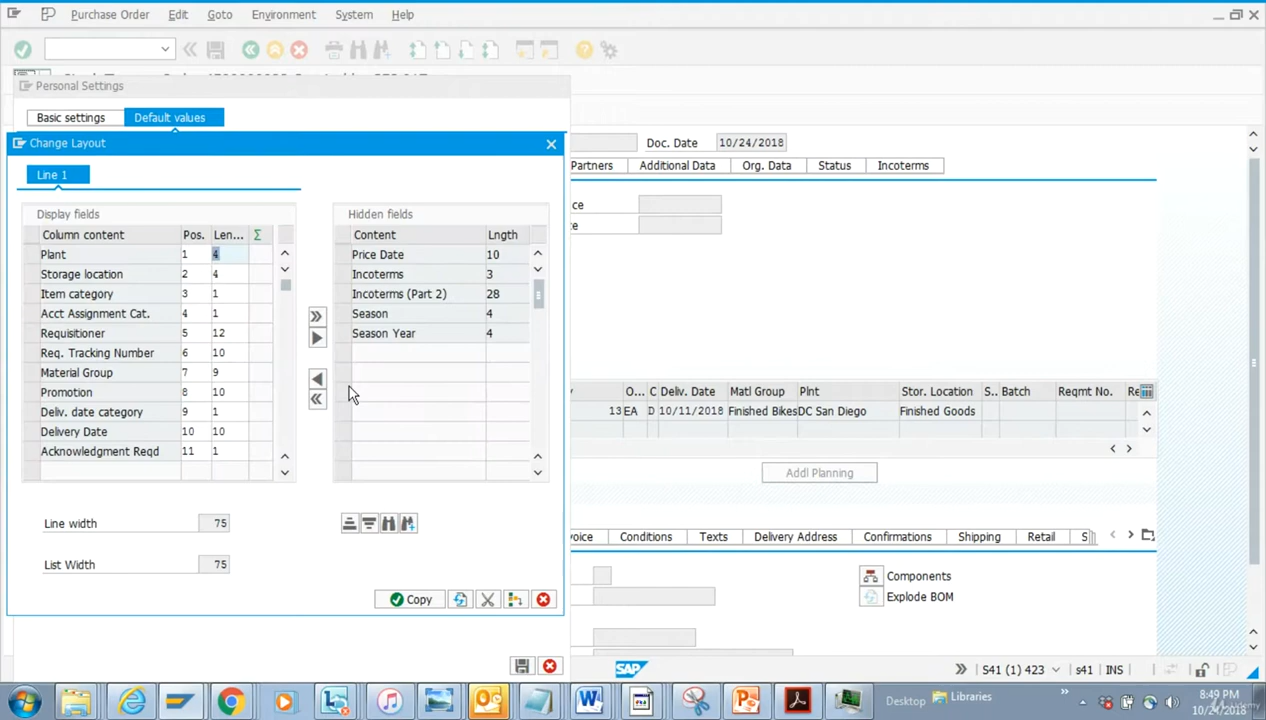 Purchase Order Edit Goto Environment System Help
Personal Settings
Basic settings Default values
Change Layout
Doc. Date 10/24/2018
Line 1
Partners Additional Data Org. Data Status Incoterms
Display fields Hidden fields
Column content Pos. Len... Σ Content Lngth
Plant 1 4 Price Date 10
Storage location 2 4 Incoterms 3
Item category 3 1 Incoterms (Part 2) 28
Acct Assignment Cat. 4 1 Season 4
Requisitioner 5 12 Season Year 4
Req. Tracking Number 6 10
Material Group 7 9
Promotion 8 10
Deliv. date category 9 1
Delivery Date 10 10
Acknowledgment Reqd 11 1
O... C Deliv. Date Matl Group Plnt Stor. Location S.. Batch Reqmt No. Re
13 EA D 10/11/2018 Finished Bikes DC San Diego Finished Goods
Addl Planning
Line width 75
List Width 75
Conditions Texts Delivery Address Confirmations Shipping Retail S
Components
Explode BOM
Copy
SAP S41 (1) 423 s41 INS
Desktop Libraries
8:49 PM
10/24/2018
Udemy